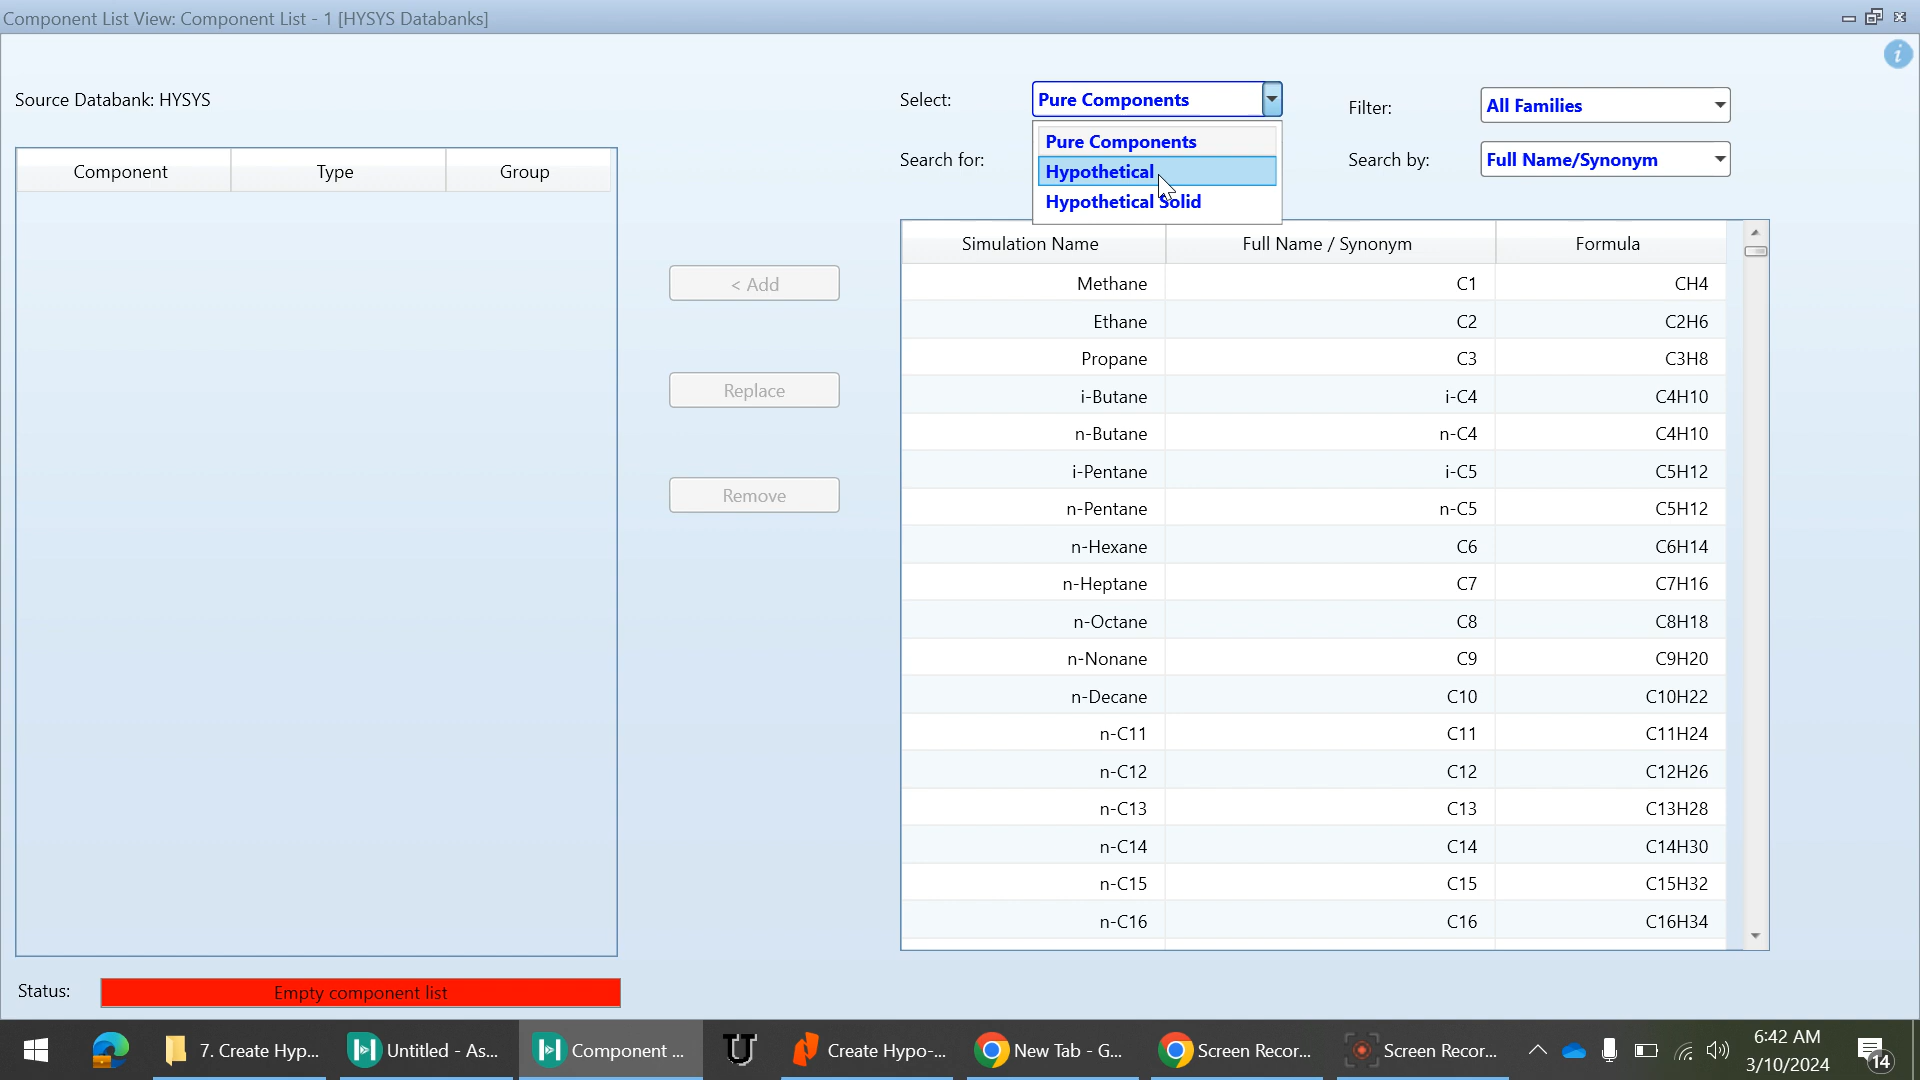 Component List View: Component List - 1 [HYSYS Databanks]
Source Databank: HYSYS
Select: Pure Components
Filter: All Families
Pure Components
Hypothetical
Hypothetical Solid
Search for:
Search by: Full Name/Synonym
Component Type Group
< Add
Replace
Remove
Simulation Name Full Name / Synonym Formula
Methane C1 CH4
Ethane C2 C2H6
Propane C3 C3H8
i-Butane i-C4 C4H10
n-Butane n-C4 C4H10
i-Pentane i-C5 C5H12
n-Pentane n-C5 C5H12
n-Hexane C6 C6H14
n-Heptane C7 C7H16
n-Octane C8 C8H18
n-Nonane C9 C9H20
n-Decane C10 C10H22
n-C11 C11 C11H24
n-C12 C12 C12H26
n-C13 C13 C13H28
n-C14 C14 C14H30
n-C15 C15 C15H32
n-C16 C16 C16H34
Status: Empty component list
7. Create Hyp...
Untitled - As...
Component ...
Create Hypo-...
New Tab - G...
Screen Recor...
Screen Recor...
6:42 AM
3/10/2024
14